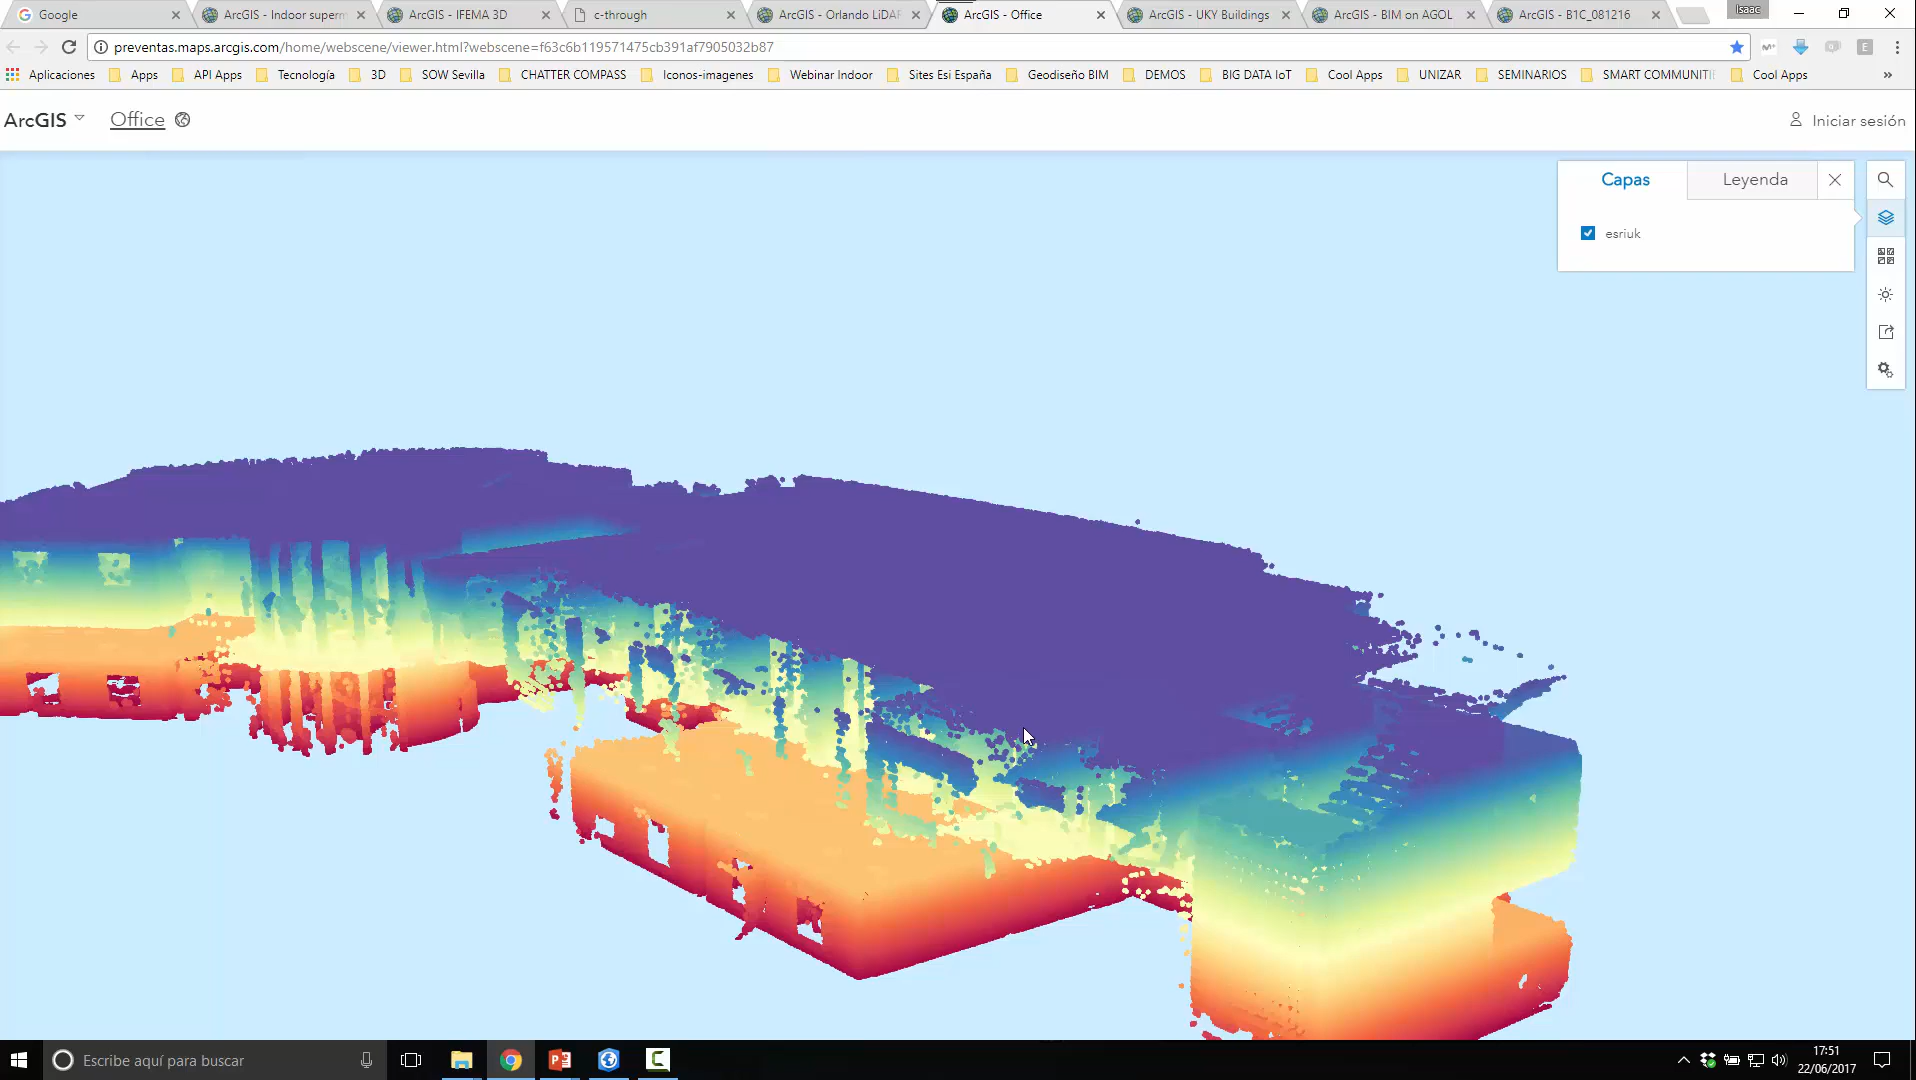 Google
ArcGIS - Indoor superm
ArcGIS - IFEMA 3D
c-through
ArcGIS - Orlando LiDAR
ArcGIS - Office
ArcGIS - UKY Buildings
ArcGIS - BIM on AGOL
ArcGIS - B1C_081216
Isaac
preventas.maps.arcgis.com/home/webscene/viewer.html?webscene=f63c6b119571475cb391af7905032b87
Aplicaciones
Apps
API Apps
Tecnología
3D
SOW Sevilla
CHATTER COMPASS
Iconos-imagenes
Webinar Indoor
Sites Esi España
Geodiseño BIM
DEMOS
BIG DATA IoT
Cool Apps
UNIZAR
SEMINARIOS
SMART COMMUNITI
Cool Apps
ArcGIS
Office
Iniciar sesión
Capas
Leyenda
esriuk
Escribe aquí para buscar
17:51
22/06/2017